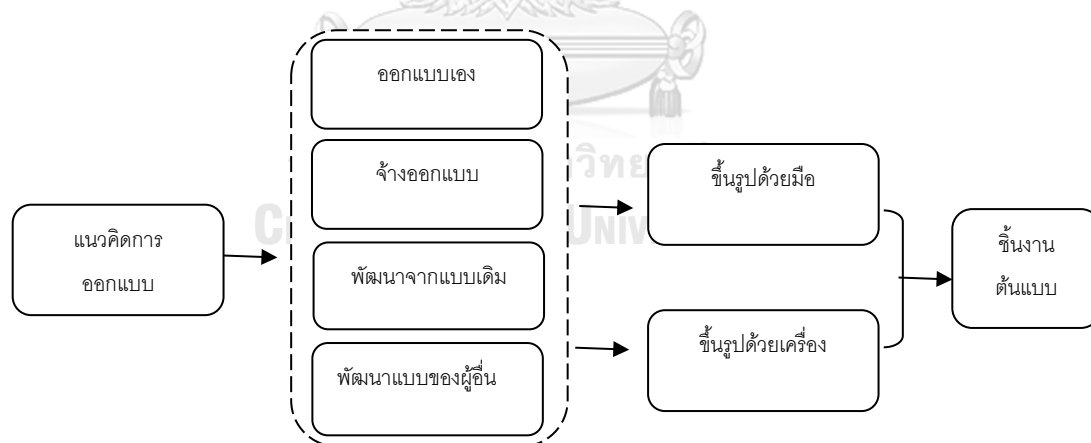 แนวคิดการ
ออกแบบ
ออกแบบเอง
จ้างออกแบบ
พัฒนาจากแบบเดิม
พัฒนาแบบของผู้อื่น
ขึ้นรูปด้วยมือ
ขึ้นรูปด้วยเครื่อง
ชิ้นงาน
ต้นแบบ